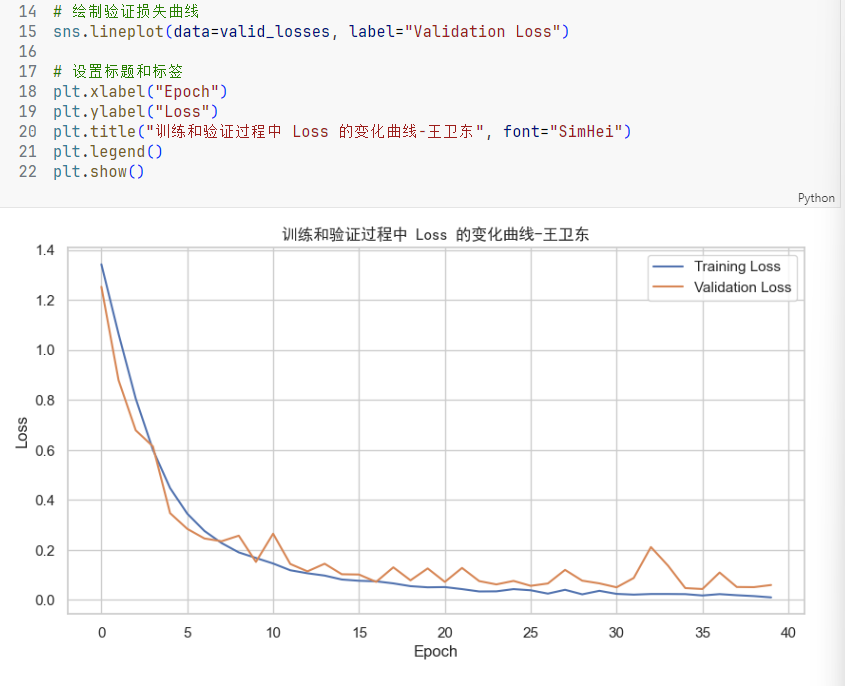 14 # 绘制验证损失曲线
15 sns.lineplot(data=valid_losses, label="Validation Loss")
16
17 # 设置标题和标签
18 plt.xlabel("Epoch")
19 plt.ylabel("Loss")
20 plt.title("训练和验证过程中 Loss 的变化曲线-王卫东", font="SimHei")
21 plt.legend()
22 plt.show()
Python
训练和验证过程中 Loss 的变化曲线-王卫东
Training Loss
Validation Loss
1.4
1.2
1.0
0.8
0.6
0.4
0.2
0.0
Loss
0 5 10 15 20 25 30 35 40
Epoch